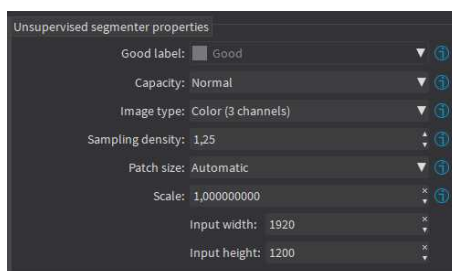 Unsupervised segmenter properties
Good label: Good
Capacity: Normal
Image type: Color (3 channels)
Sampling density: 1,25
Patch size: Automatic
Scale: 1,000000000
Input width: 1920
Input height: 1200